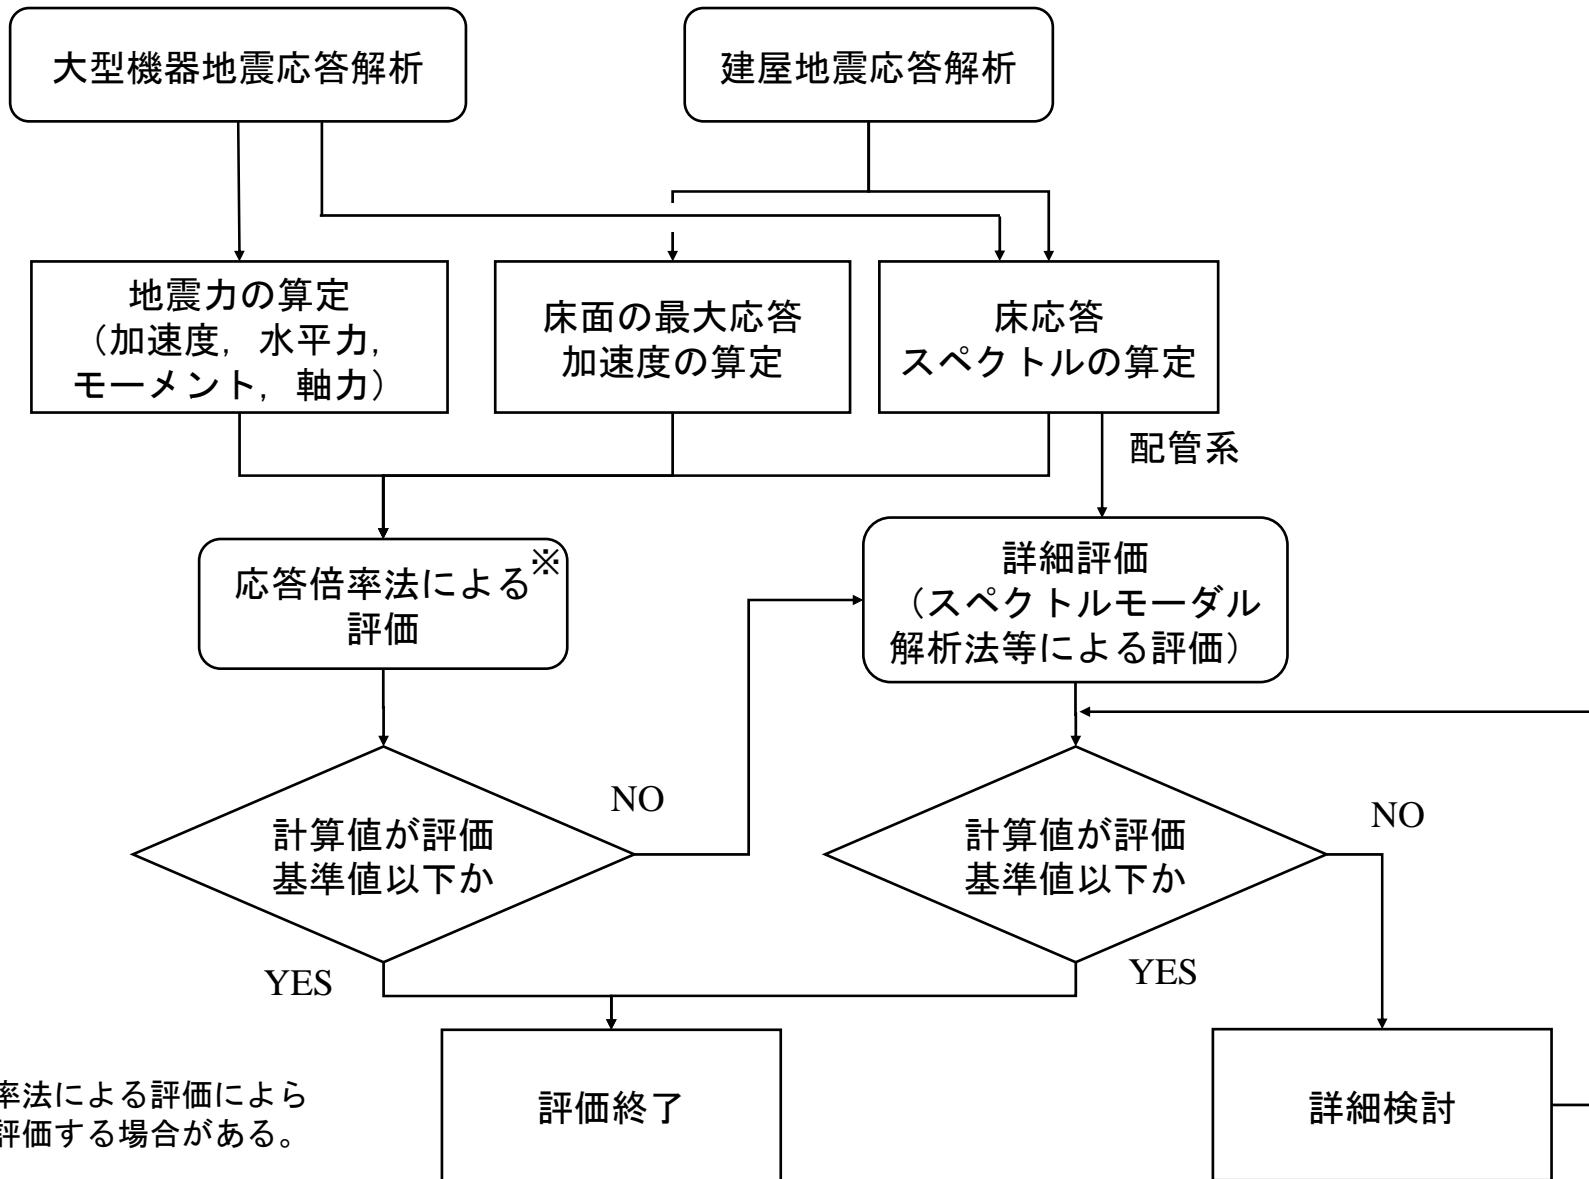 大型機器地震応答解析
建屋地震応答解析
地震力の算定
（加速度，水平力，
モーメント，軸力）
床面の最大応答
加速度の算定
床応答
スペクトルの算定
配管系
応答倍率法による※
評価
詳細評価
（スペクトルモーダル
解析法等による評価）
計算値が評価
基準値以下か
NO
YES
計算値が評価
基準値以下か
NO
YES
評価終了
詳細検討
率法による評価によら
評価する場合がある。